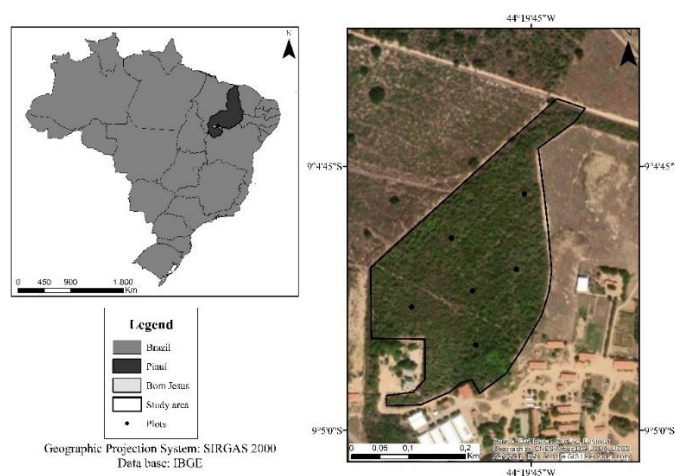 N
0 450 900 1.800
Km
Legend
Brazil
Piauí
Bom Jesus
Study area
Plots
Geographic Projection System: SIRGAS 2000
Data base: IBGE
44°19'45"W
N
9°4'45"S
9°4'45"S
9°5'0"S
9°5'0"S
0 0,05 0,1 0,2
Km
44°19'45"W